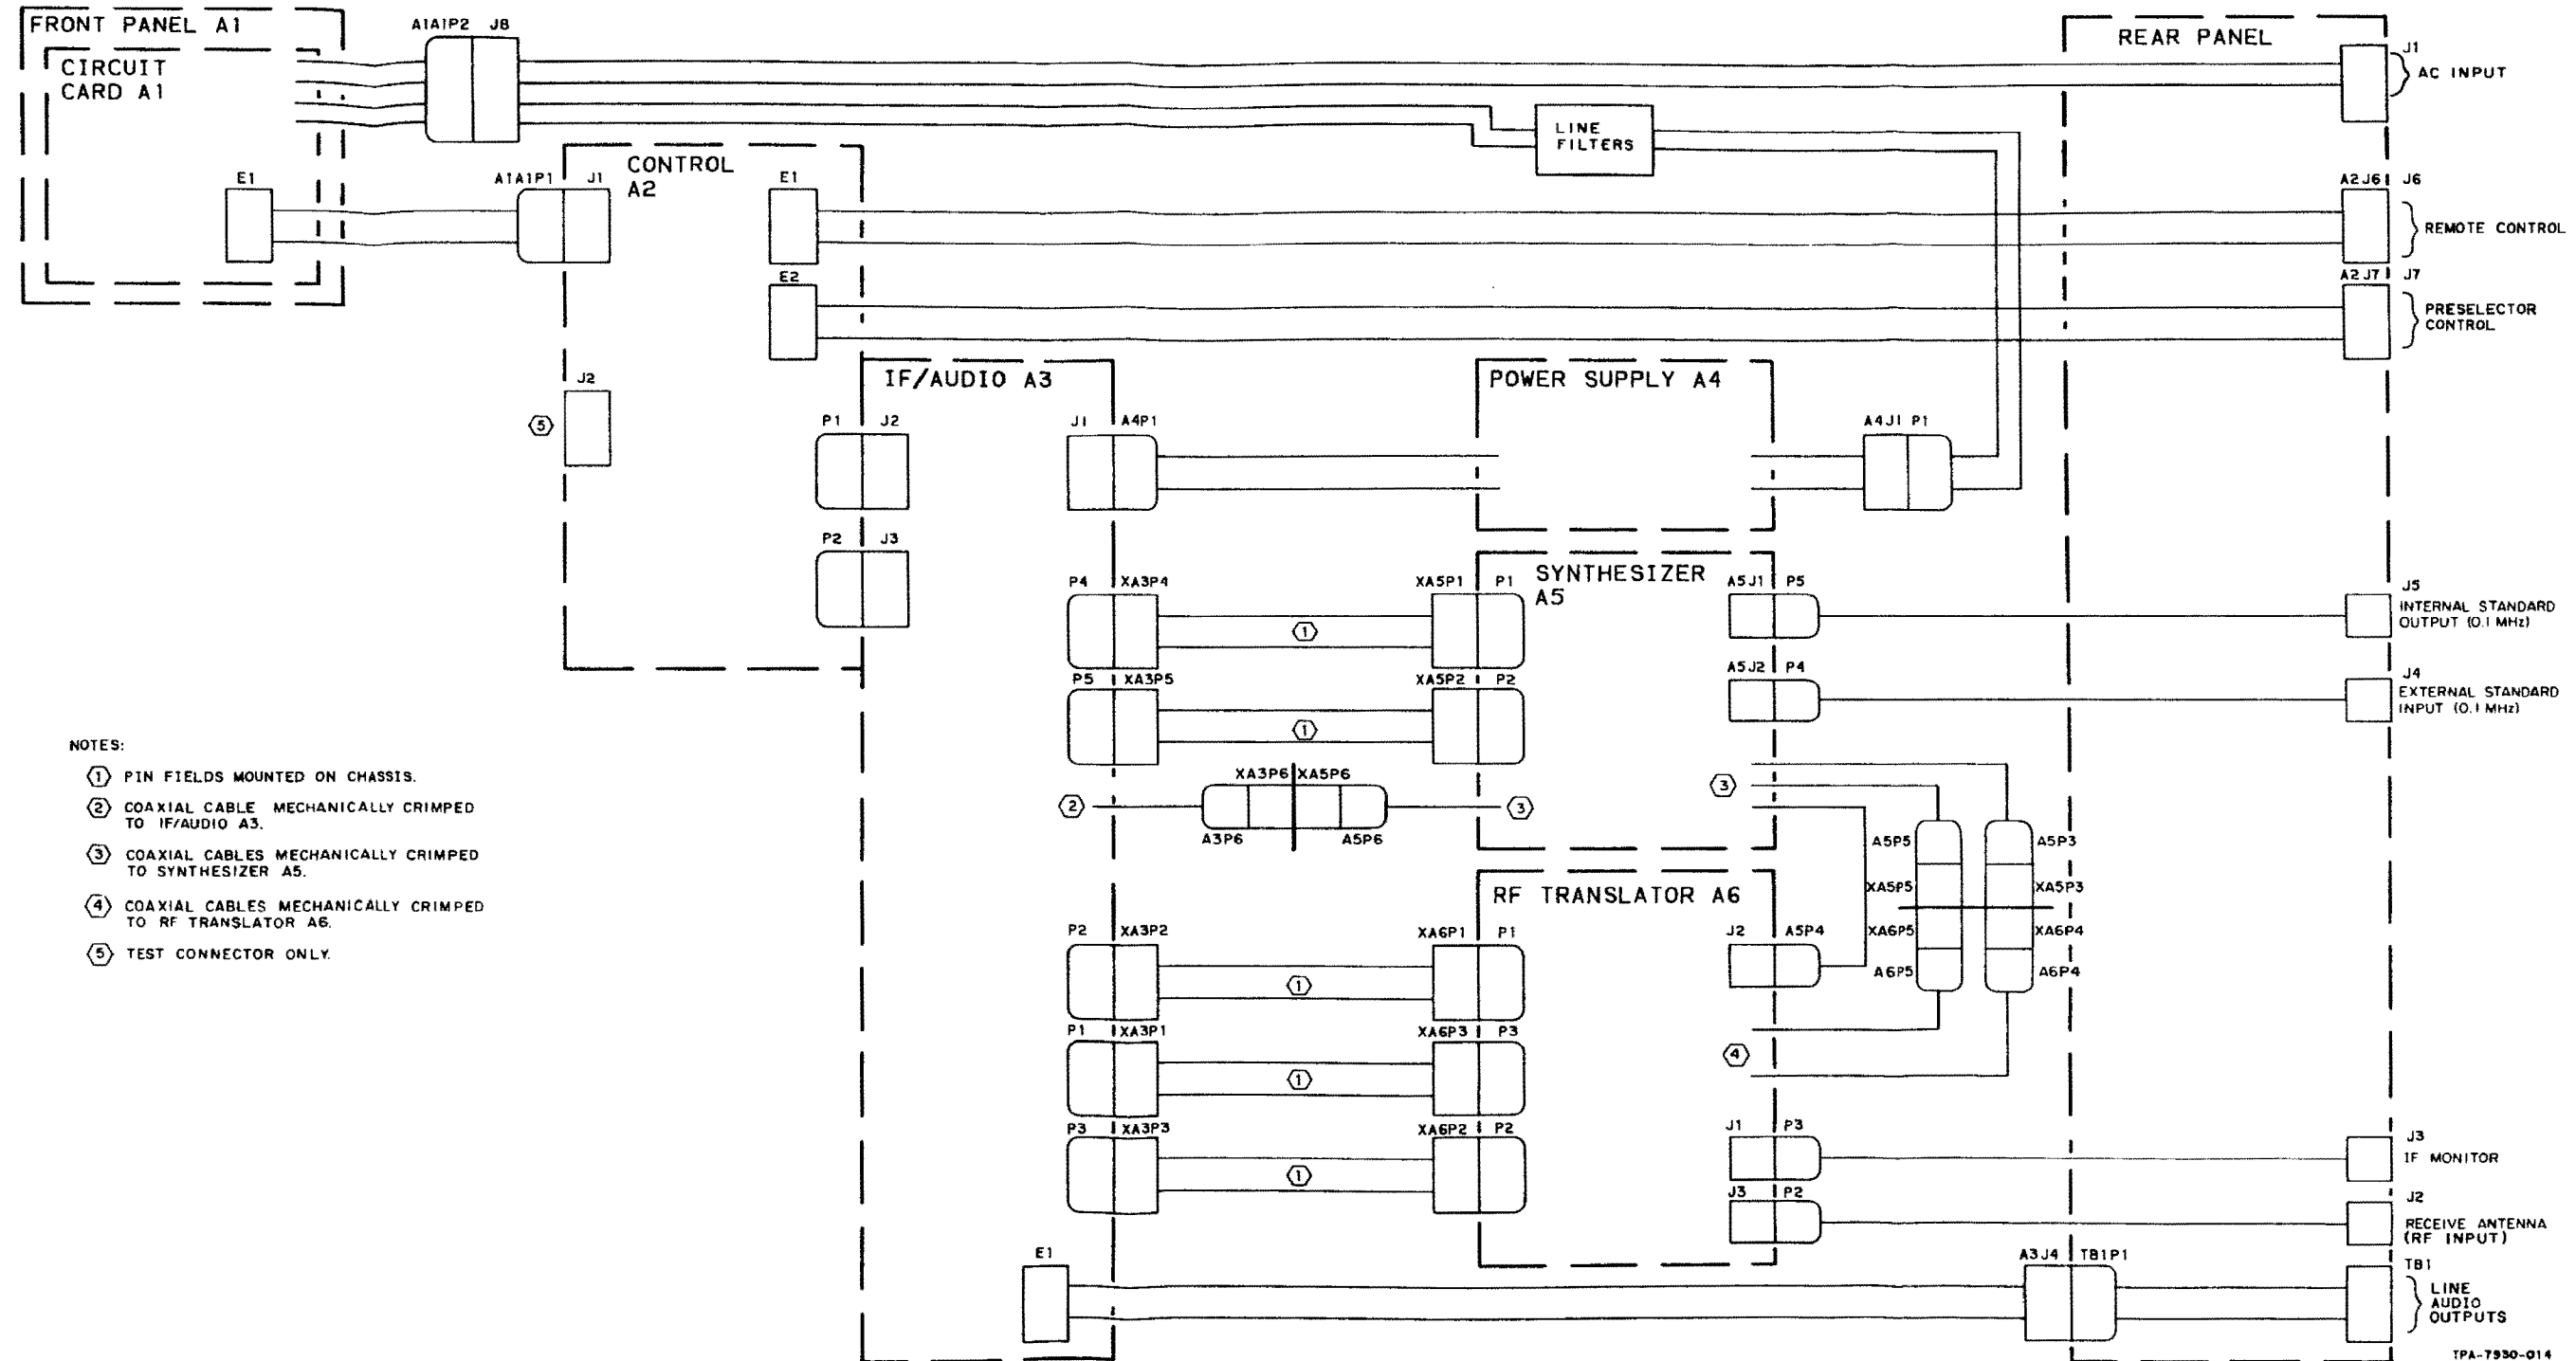 FRONT PANEL A1
CIRCUIT
CARD A1
A1A1P2 J8
REAR PANEL
J1
AC INPUT
LINE
FILTERS
E1
A1A1P1 J1
CONTROL
A2
E1
A2J6 J6
REMOTE CONTROL
E2
A2J7 J7
PRESELECTOR
CONTROL
J2
5
IF/AUDIO A3
P1 J2
J1 A4P1
POWER SUPPLY A4
A4J1 P1
P2 J3
P4 XA3P4
1
XA5P1 P1
SYNTHESIZER
A5
A5J1 P5
J5
INTERNAL STANDARD
OUTPUT (0.1 MHz)
P5 XA3P5
1
XA5P2 P2
A5J2 P4
J4
EXTERNAL STANDARD
INPUT (0.1 MHz)
2
XA3P6 XA5P6
A3P6 A5P6
3
3
A5P5 A5P3
XA5P5 XA5P3
XA6P5 XA6P4
A6P5 A6P4
NOTES:
1 PIN FIELDS MOUNTED ON CHASSIS.
2 COAXIAL CABLE MECHANICALLY CRIMPED
TO IF/AUDIO A3.
3 COAXIAL CABLES MECHANICALLY CRIMPED
TO SYNTHESIZER A5.
4 COAXIAL CABLES MECHANICALLY CRIMPED
TO RF TRANSLATOR A6.
5 TEST CONNECTOR ONLY.
RF TRANSLATOR A6
P2 XA3P2
1
XA6P1 P1
J2 A5P4
P1 XA3P1
1
XA6P3 P3
4
P3 XA3P3
1
XA6P2 P2
J1 P3
J3
IF MONITOR
J3 P2
J2
RECEIVE ANTENNA
(RF INPUT)
E1
A3J4 TB1P1
TB1
LINE
AUDIO
OUTPUTS
TPA-7930-014